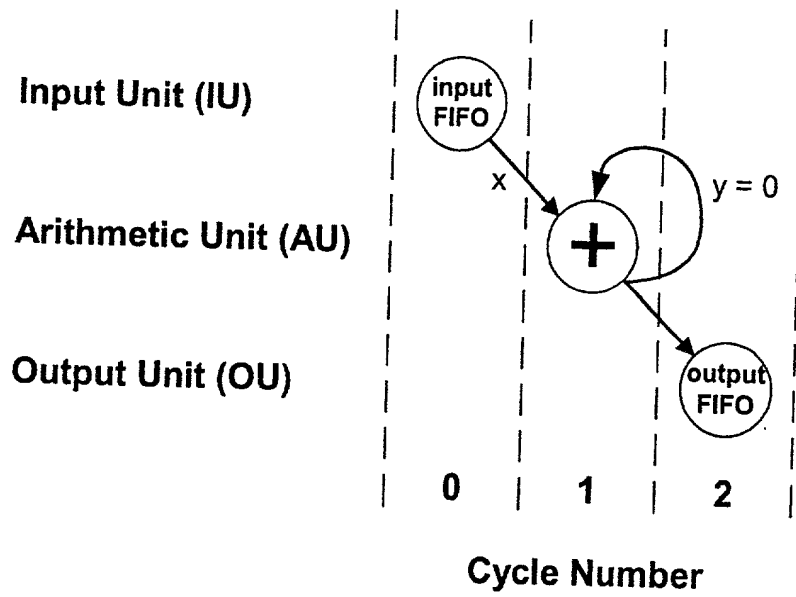 Input Unit (IU)
input
FIFO
x
y = 0
Arithmetic Unit (AU)
+
Output Unit (OU)
output
FIFO
0 1 2
Cycle Number